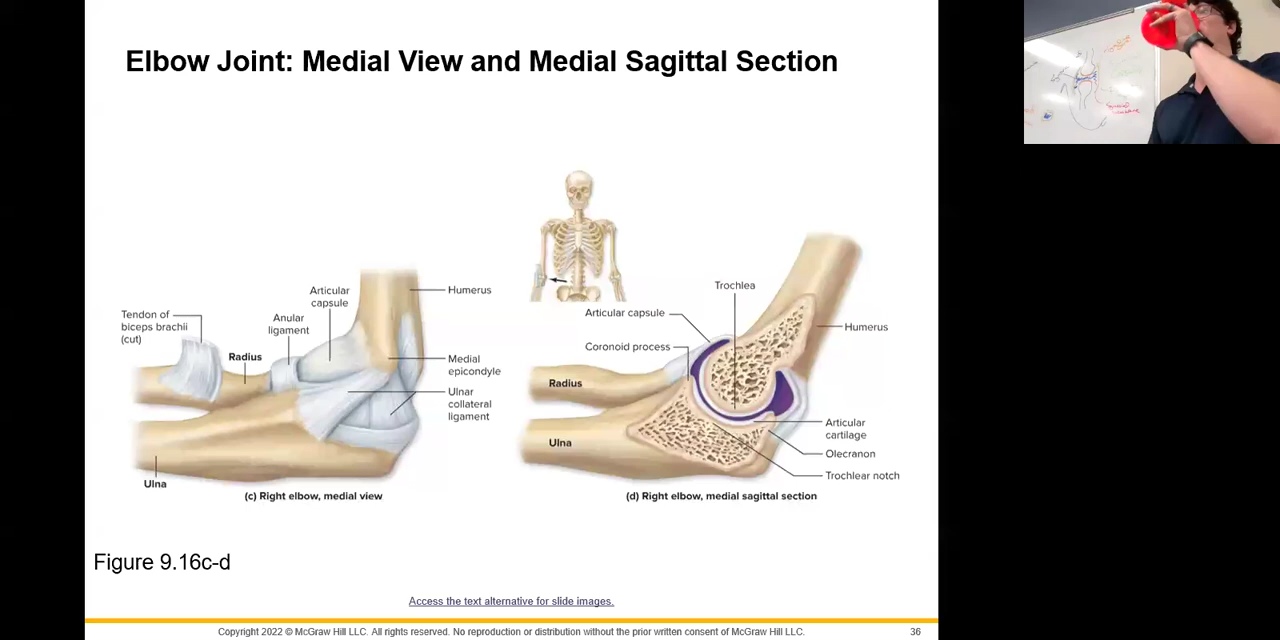 Elbow Joint: Medial View and Medial Sagittal Section
Tendon of
biceps brachii
(cut)
Radius
Anular
ligament
Articular
capsule
Humerus
Medial
epicondyle
Ulnar
collateral
ligament
Ulna
(c) Right elbow, medial view
Trochlea
Articular capsule
Coronoid process
Humerus
Radius
Ulna
Articular
cartilage
Olecranon
Trochlear notch
(d) Right elbow, medial sagittal section
Figure 9.16c-d
Access the text alternative for slide images.
Copyright 2022 © McGraw Hill LLC. All rights reserved. No reproduction or distribution without the prior written consent of McGraw Hill LLC.
36